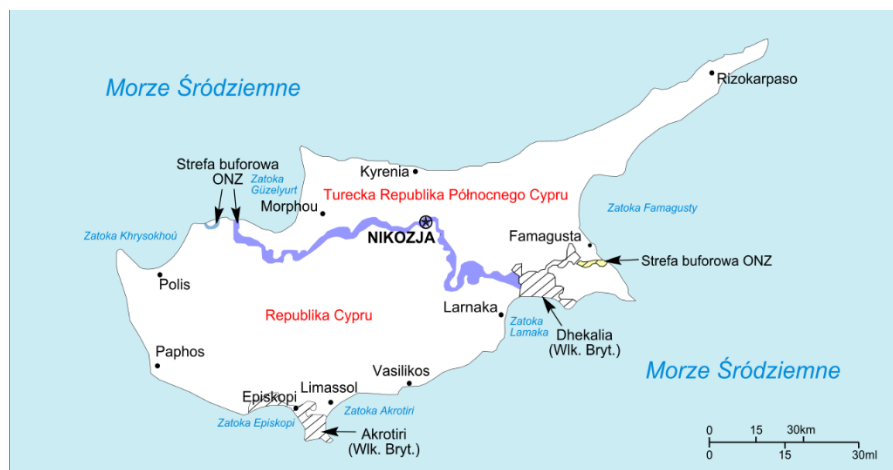 Morze Śródziemne
Rizokarpaso
Strefa buforowa
ONZ
Zatoka
Güzelyurt
Kyrenia
Turecka Republika Północnego Cypru
Morphou
Zatoka Famagusty
Zatoka Khrysokhoú
NIKOZJA
Famagusta
Strefa buforowa ONZ
Polis
Republika Cypru
Larnaka
Zatoka
Lamaka
Dhekalia
(Wlk. Bryt.)
Paphos
Vasilikos
Morze Śródziemne
Episkopi
Limassol
Zatoka Akrotiri
Zatoka Episkopi
Akrotiri
(Wlk. Bryt.)
0 15 30km
0 15 30ml